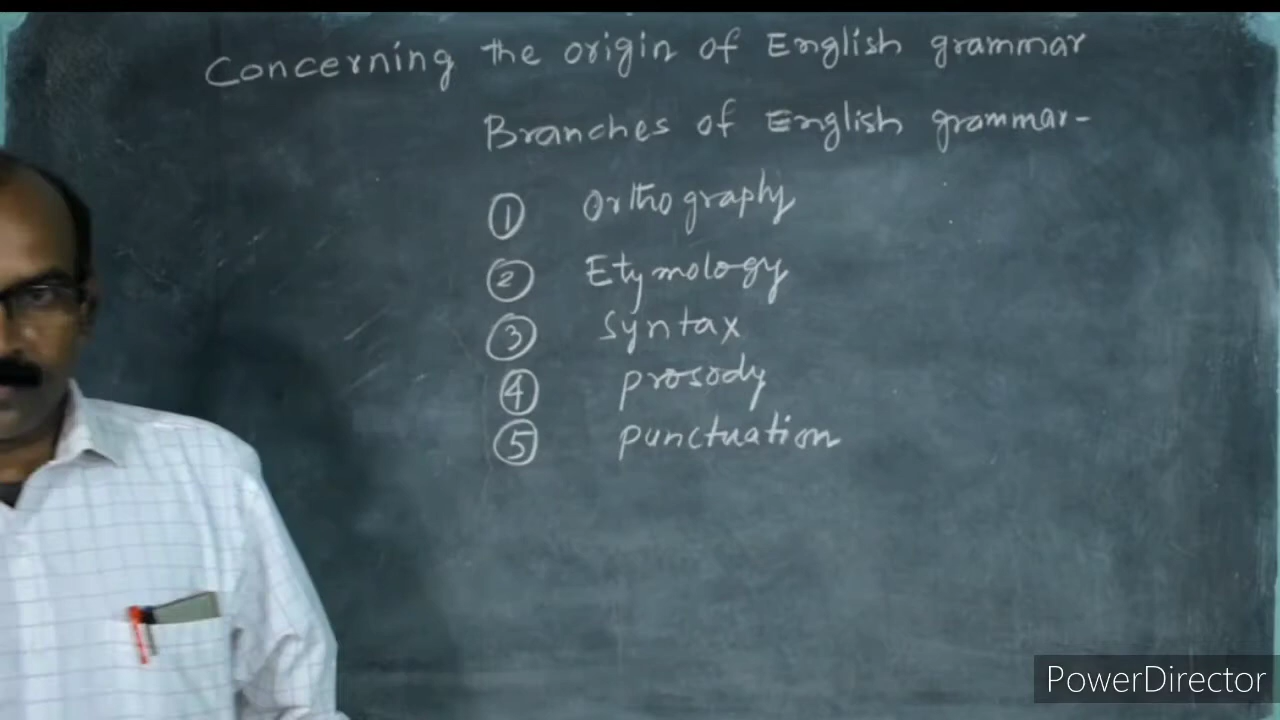 Concerning the origin of English grammar
Branches of English grammar-
① Orthography
② Etymology
③ Syntax
④ prosody
⑤ punctuation
PowerDirector